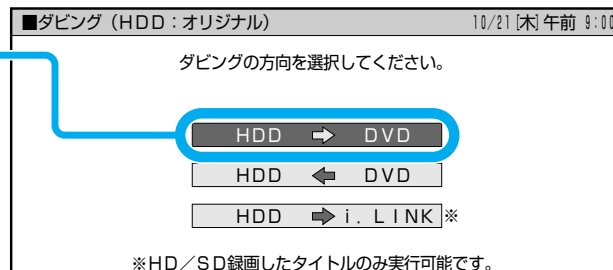 ■ダビング（HDD：オリジナル） 10/21[木]午前 9:00
ダビングの方向を選択してください。
HDD ⇨ DVD
HDD ⬅ DVD
HDD ➡ i．LINK ※
※HD／SD録画したタイトルのみ実行可能です。